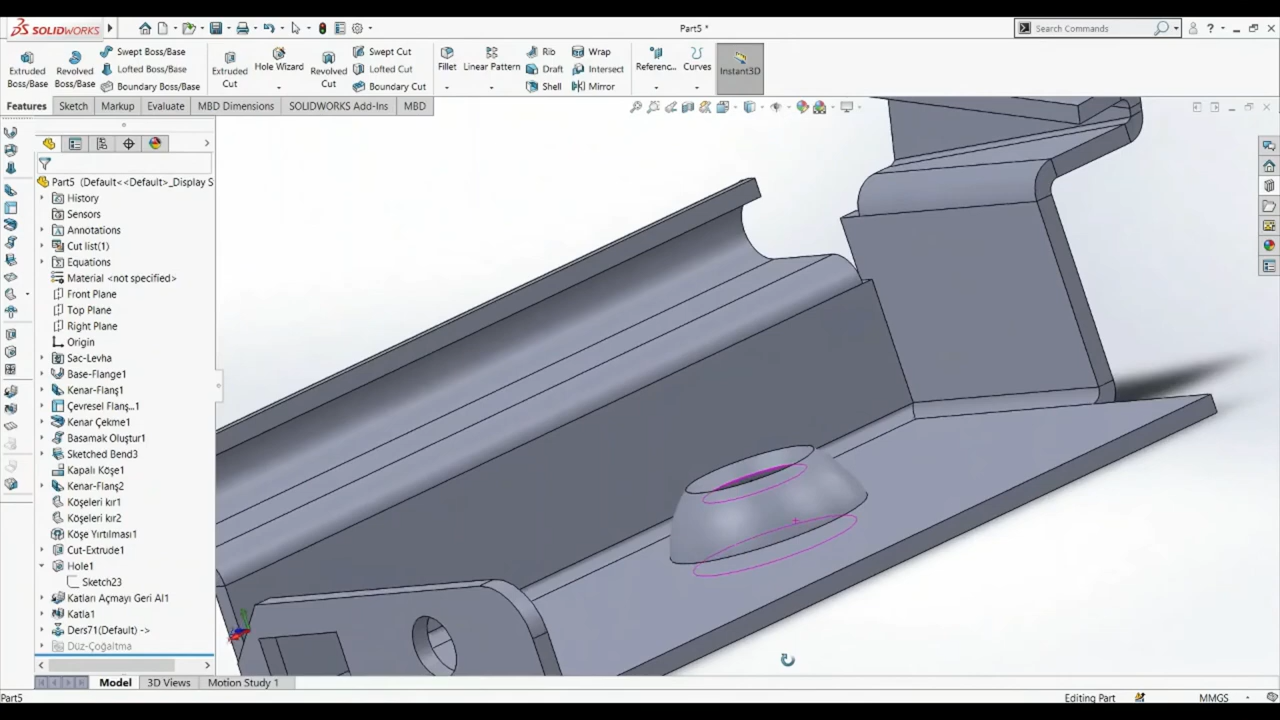 SOLIDWORKS
Part5 *
Search Commands
Extruded Boss/Base
Revolved Boss/Base
Swept Boss/Base
Lofted Boss/Base
Boundary Boss/Base
Extruded Cut
Hole Wizard
Revolved Cut
Swept Cut
Lofted Cut
Boundary Cut
Fillet
Linear Pattern
Rib
Draft
Shell
Wrap
Intersect
Mirror
Referenc...
Curves
Instant3D
Features
Sketch
Markup
Evaluate
MBD Dimensions
SOLIDWORKS Add-Ins
MBD
Part5 (Default<<Default>_Display S
History
Sensors
Annotations
Cut list(1)
Equations
Material <not specified>
Front Plane
Top Plane
Right Plane
Origin
Sac-Levha
Base-Flange1
Kenar-Flanş1
Çevresel Flanş...1
Kenar Çekme1
Basamak Oluştur1
Sketched Bend3
Kapalı Köşe1
Kenar-Flanş2
Köşeleri kır1
Köşeleri kır2
Köşe Yırtılması1
Cut-Extrude1
Hole1
Sketch23
Katları Açmayı Geri Al1
Katla1
Ders71(Default) ->
Düz-Çoğaltma
Model
3D Views
Motion Study 1
Part5
Editing Part
MMGS